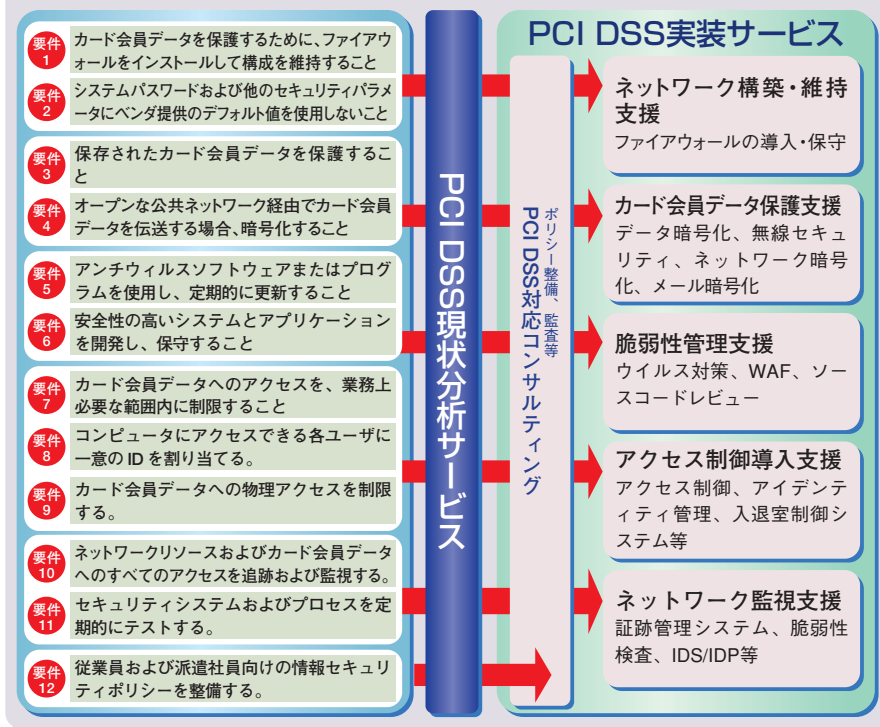 要件
1
カード会員データを保護するために、ファイアウ
ォールをインストールして構成を維持すること
要件
2
システムパスワードおよび他のセキュリティパラメ
ータにベンダ提供のデフォルト値を使用しないこと
要件
3
保存されたカード会員データを保護するこ
と
要件
4
オープンな公共ネットワーク経由でカード会員
データを伝送する場合、暗号化すること
要件
5
アンチウィルスソフトウェアまたはプログ
ラムを使用し、定期的に更新すること
要件
6
安全性の高いシステムとアプリケーション
を開発し、保守すること
要件
7
カード会員データへのアクセスを、業務上
必要な範囲内に制限すること
要件
8
コンピュータにアクセスできる各ユーザに
一意の ID を割り当てる。
要件
9
カード会員データへの物理アクセスを制限
する。
要件
10
ネットワークリソースおよびカード会員データ
へのすべてのアクセスを追跡および監視する。
要件
11
セキュリティシステムおよびプロセスを定
期的にテストする。
要件
12
従業員および派遣社員向けの情報セキュリ
ティポリシーを整備する。
PCI DSS現状分析サービス
PCI DSS実装サービス
ポリシー整備、監査等
PCI DSS対応コンサルティング
ネットワーク構築・維持
支援
ファイアウォールの導入・保守
カード会員データ保護支援
データ暗号化、無線セキュ
リティ、ネットワーク暗号
化、メール暗号化
脆弱性管理支援
ウイルス対策、WAF、ソー
スコードレビュー
アクセス制御導入支援
アクセス制御、アイデンテ
ィティ管理、入退室制御シ
ステム等
ネットワーク監視支援
証跡管理システム、脆弱性
検査、IDS/IDP等